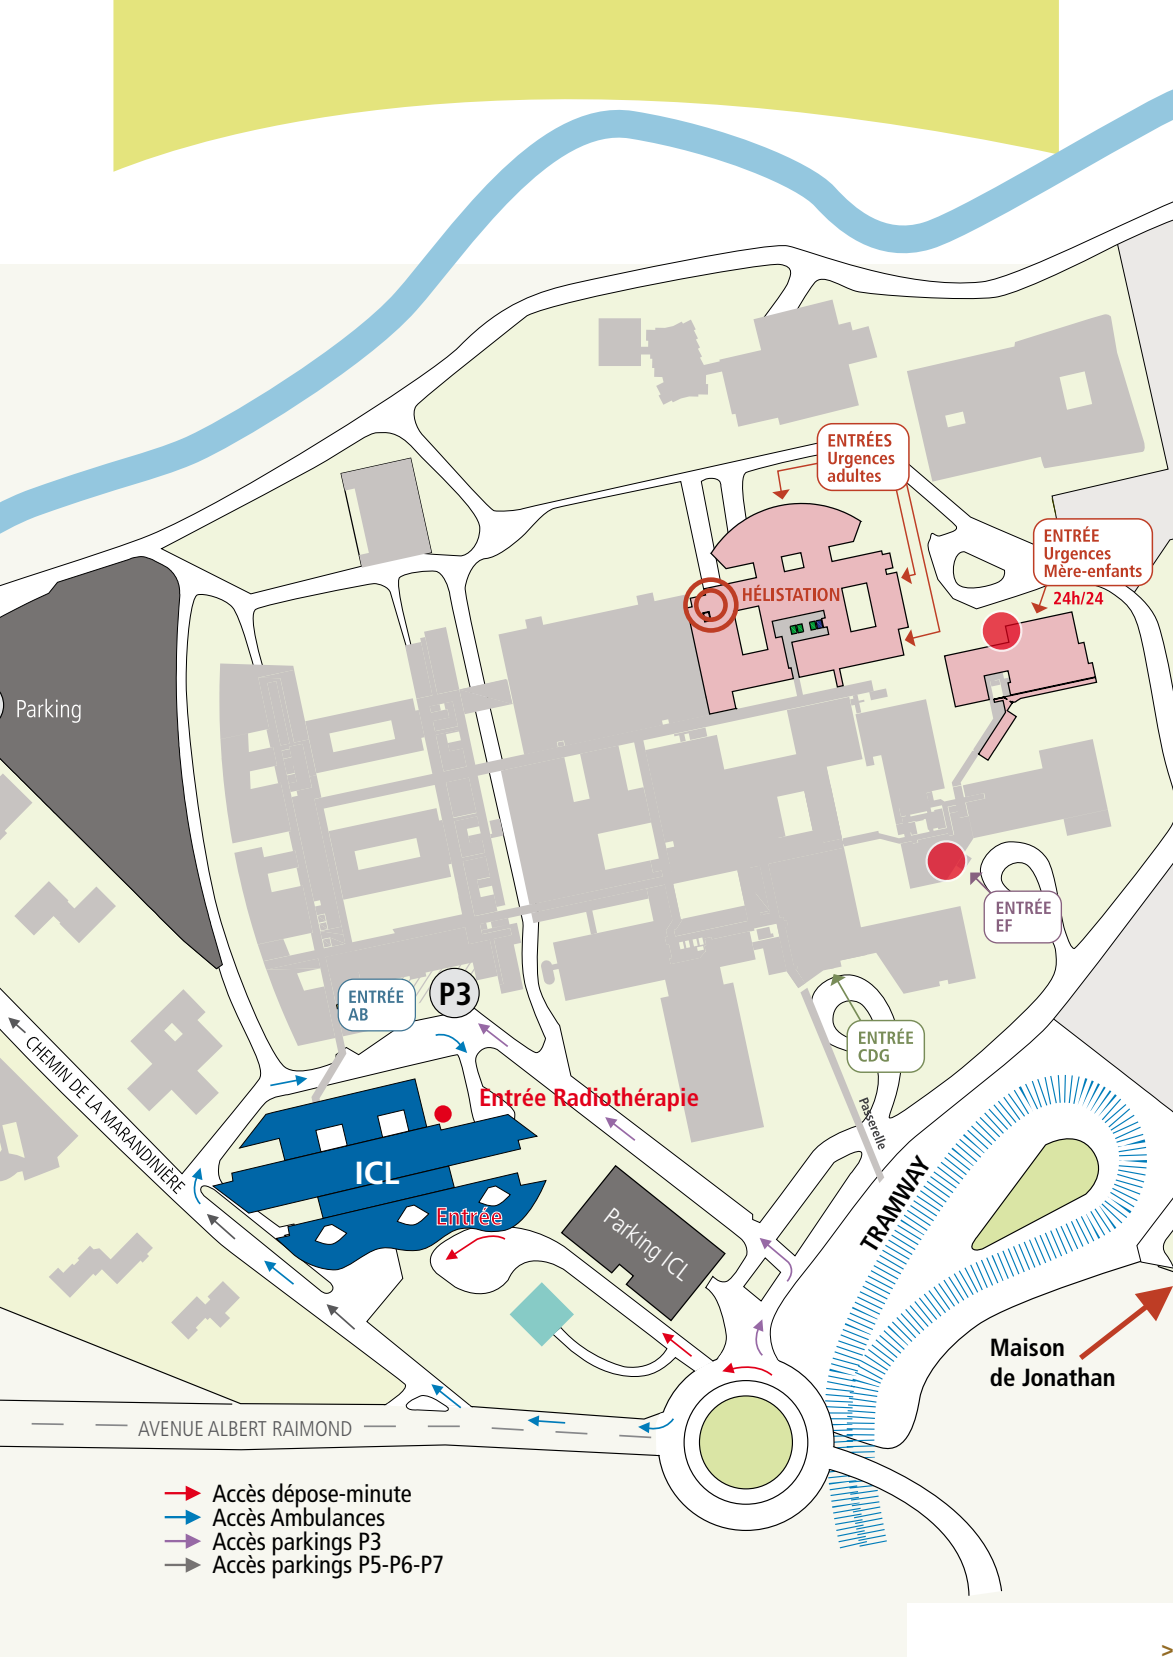 ENTRÉES
Urgences
adultes
ENTRÉE
Urgences
Mère-enfants
24h/24
HÉLISTATION
Parking
ENTRÉE
EF
ENTRÉE
AB
P3
ENTRÉE
CDG
CHEMIN DE LA MARANDINIÈRE
Entrée Radiothérapie
Passerelle
ICL
TRAMWAY
Entrée
Parking ICL
Maison
de Jonathan
AVENUE ALBERT RAIMOND
Accès dépose-minute
Accès Ambulances
Accès parkings P3
Accès parkings P5-P6-P7
>